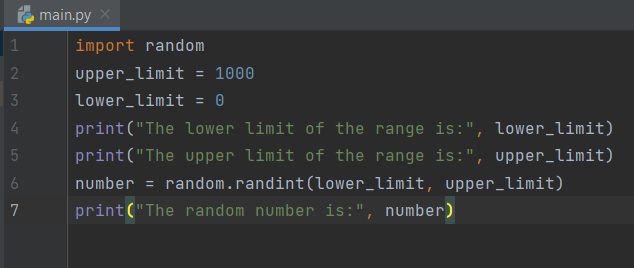 main.py
1 import random
2 upper_limit = 1000
3 lower_limit = 0
4 print("The lower limit of the range is:", lower_limit)
5 print("The upper limit of the range is:", upper_limit)
6 number = random.randint(lower_limit, upper_limit)
7 print("The random number is:", number)